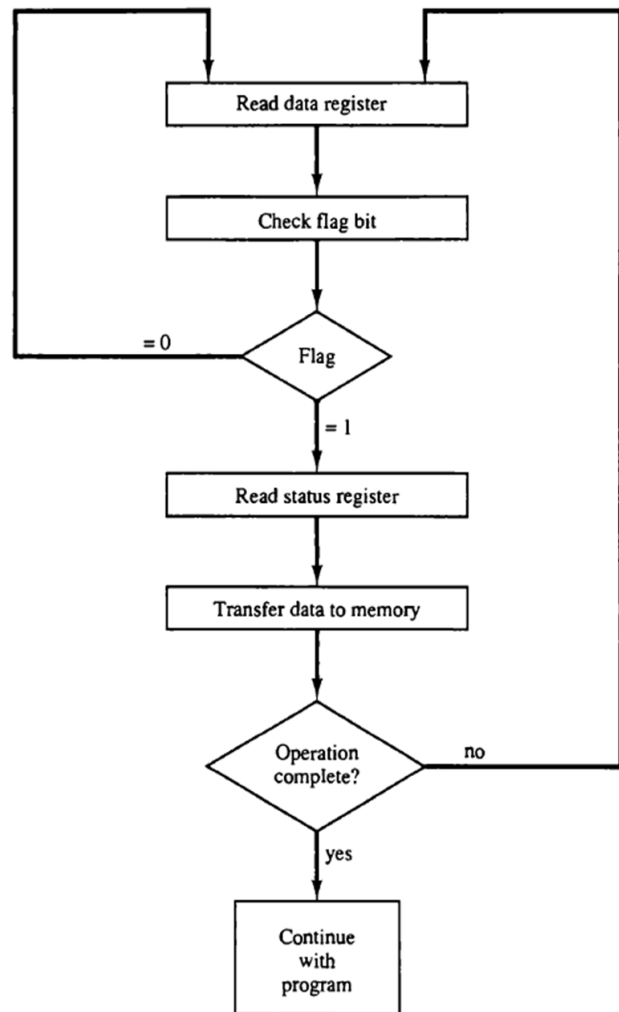 Read data register
Check flag bit
= 0
Flag
= 1
Read status register
Transfer data to memory
Operation
complete?
no
yes
Continue
with
program